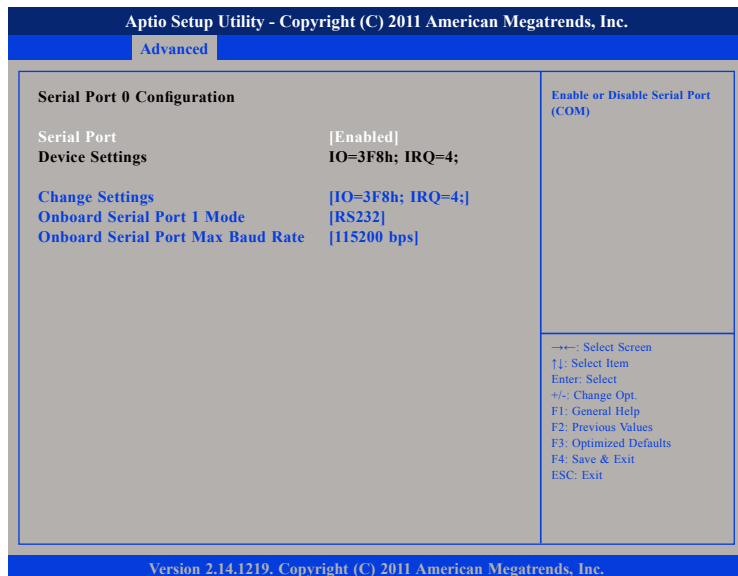 Aptio Setup Utility - Copyright (C) 2011 American Megatrends, Inc.
Advanced
Serial Port 0 Configuration
Serial Port [Enabled]
Device Settings IO=3F8h; IRQ=4;
Change Settings [IO=3F8h; IRQ=4;]
Onboard Serial Port 1 Mode [RS232]
Onboard Serial Port Max Baud Rate [115200 bps]
Enable or Disable Serial Port
(COM)
→←: Select Screen
↑↓: Select Item
Enter: Select
+/-: Change Opt.
F1: General Help
F2: Previous Values
F3: Optimized Defaults
F4: Save & Exit
ESC: Exit
Version 2.14.1219. Copyright (C) 2011 American Megatrends, Inc.